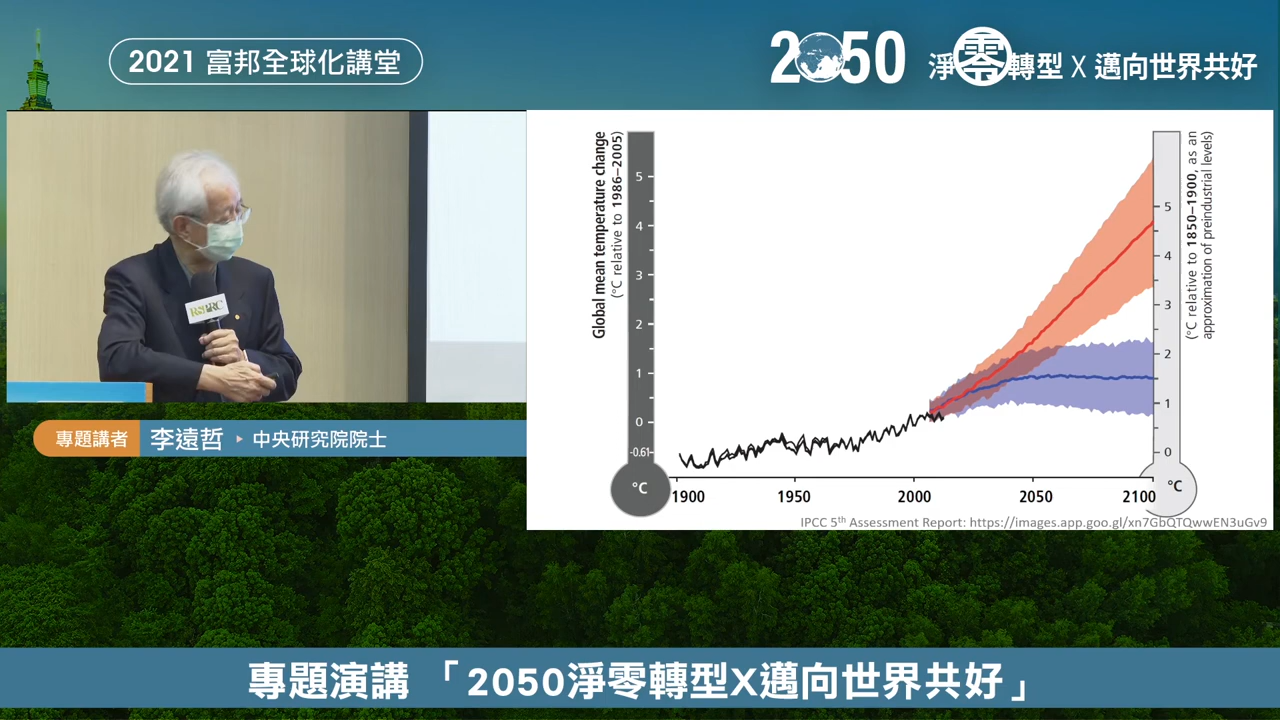 2021 富邦全球化講堂
2050 淨零轉型 X 邁向世界共好
專題講者 李遠哲 ▸ 中央研究院院士
Global mean temperature change
(°C relative to 1986–2005)
5
4
3
2
1
0
-0.61
°C
1900
1950
2000
2050
2100
5
4
3
2
1
0
°C
(°C relative to 1850–1900, as an
approximation of preindustrial levels)
IPCC 5th Assessment Report: https://images.app.goo.gl/xn7GbQTQwwEN3uGv9
專題演講 「2050淨零轉型X邁向世界共好」